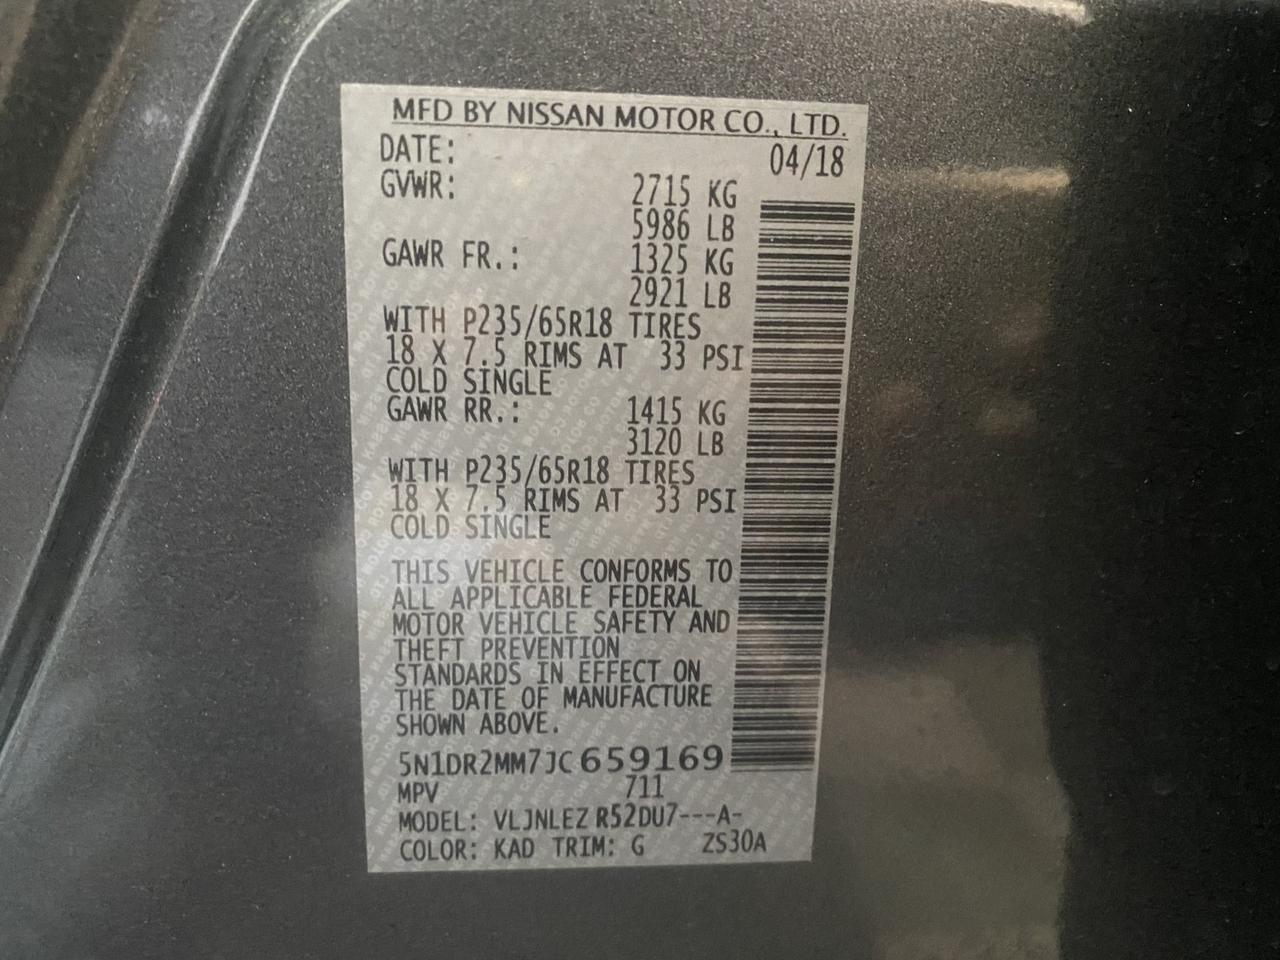 MFD BY NISSAN MOTOR CO., LTD.
DATE: 04/18
GVWR: 2715 KG
5986 LB
GAWR FR.: 1325 KG
2921 LB
WITH P235/65R18 TIRES
18 X 7.5 RIMS AT 33 PSI
COLD SINGLE
GAWR RR.: 1415 KG
3120 LB
WITH P235/65R18 TIRES
18 X 7.5 RIMS AT 33 PSI
COLD SINGLE
THIS VEHICLE CONFORMS TO
ALL APPLICABLE FEDERAL
MOTOR VEHICLE SAFETY AND
THEFT PREVENTION
STANDARDS IN EFFECT ON
THE DATE OF MANUFACTURE
SHOWN ABOVE.
5N1DR2MM7JC659169
MPV 711
MODEL: VLJNLEZ R52DU7---A-
COLOR: KAD TRIM: G ZS30A